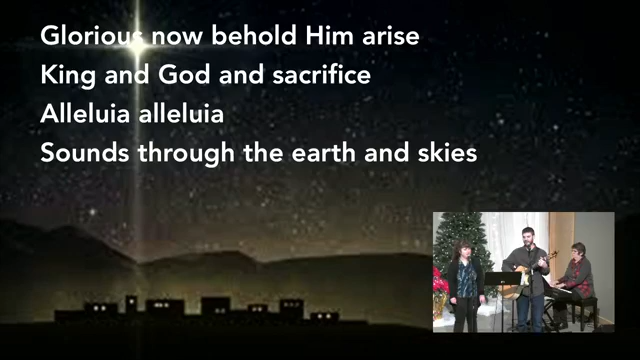 Glorious now behold Him arise
King and God and sacrifice
Alleluia alleluia
Sounds through the earth and skies